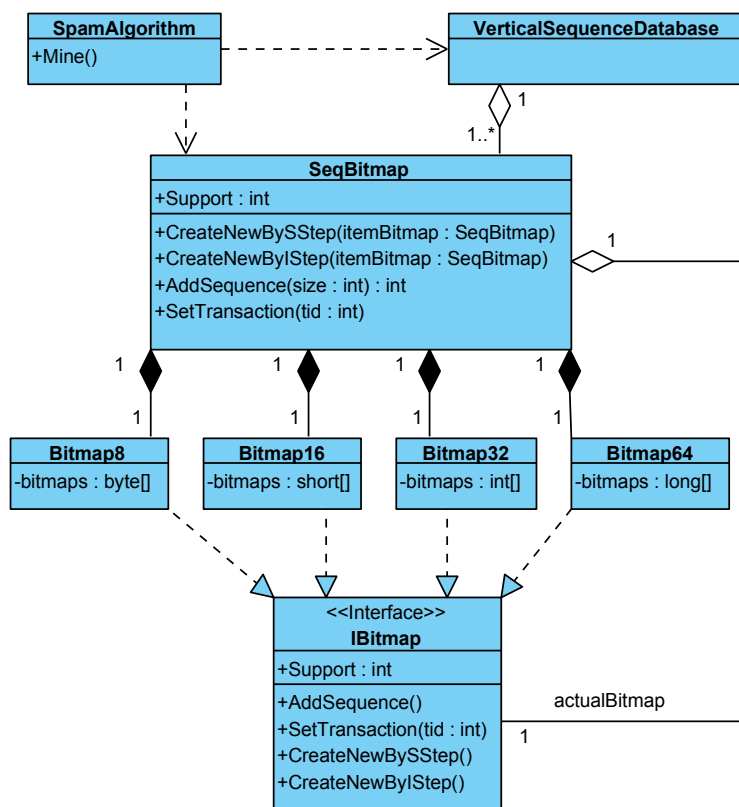 SpamAlgorithm
+Mine()
VerticalSequenceDatabase
1
1..*
SeqBitmap
+Support : int
+CreateNewBySStep(itemBitmap : SeqBitmap)
+CreateNewByIStep(itemBitmap : SeqBitmap)
+AddSequence(size : int) : int
+SetTransaction(tid : int)
1
1
1
1
1
1
1
1
1
Bitmap8
-bitmaps : byte[]
Bitmap16
-bitmaps : short[]
Bitmap32
-bitmaps : int[]
Bitmap64
-bitmaps : long[]
<<Interface>>
IBitmap
+Support : int
+AddSequence()
+SetTransaction(tid : int)
+CreateNewBySStep()
+CreateNewByIStep()
actualBitmap
1